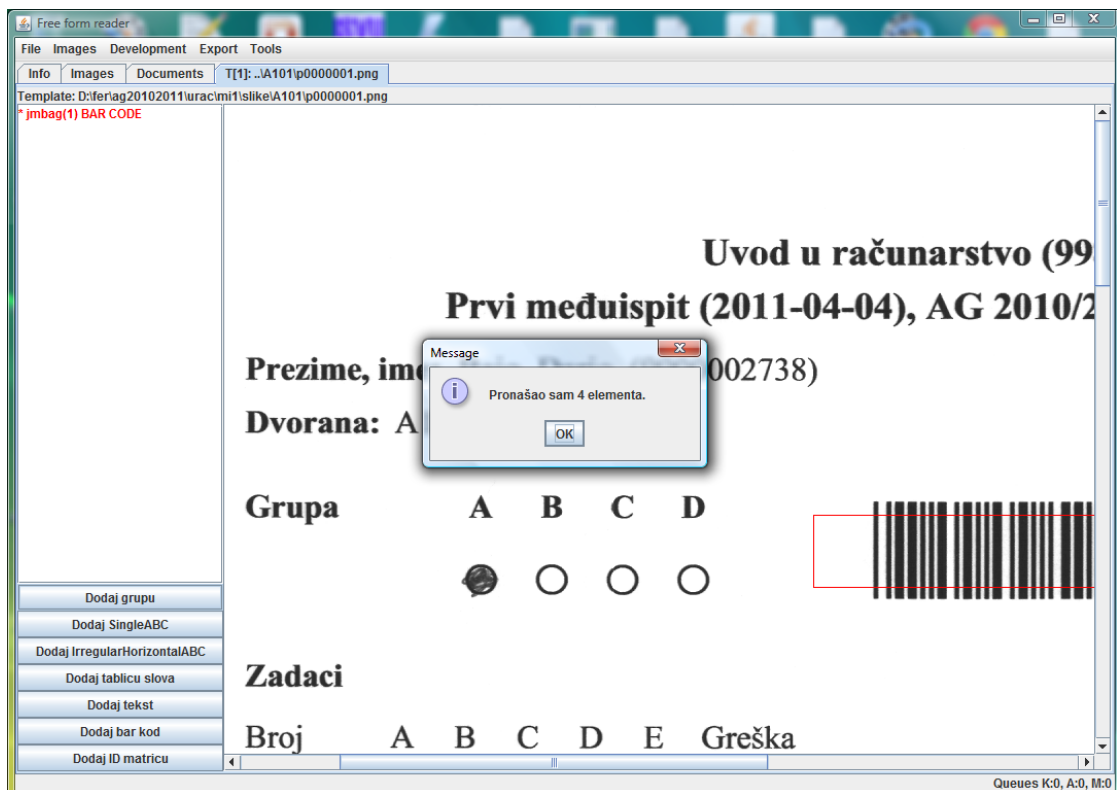 Free form reader
File Images Development Export Tools
Info Images Documents T[1]: ..\A101\p0000001.png
Template: D:\fer\ag20102011\urac\mi1\slike\A101\p0000001.png
* jmbag(1) BAR CODE
Uvod u računarstvo (99
Prvi međuispit (2011-04-04), AG 2010/2
Prezime, ime
002738)
Dvorana: A
Message
Pronašao sam 4 elementa.
OK
Grupa A B C D
Zadaci
Broj A B C D E Greška
Dodaj grupu
Dodaj SingleABC
Dodaj IrregularHorizontalABC
Dodaj tablicu slova
Dodaj tekst
Dodaj bar kod
Dodaj ID matricu
Queues K:0, A:0, M:0